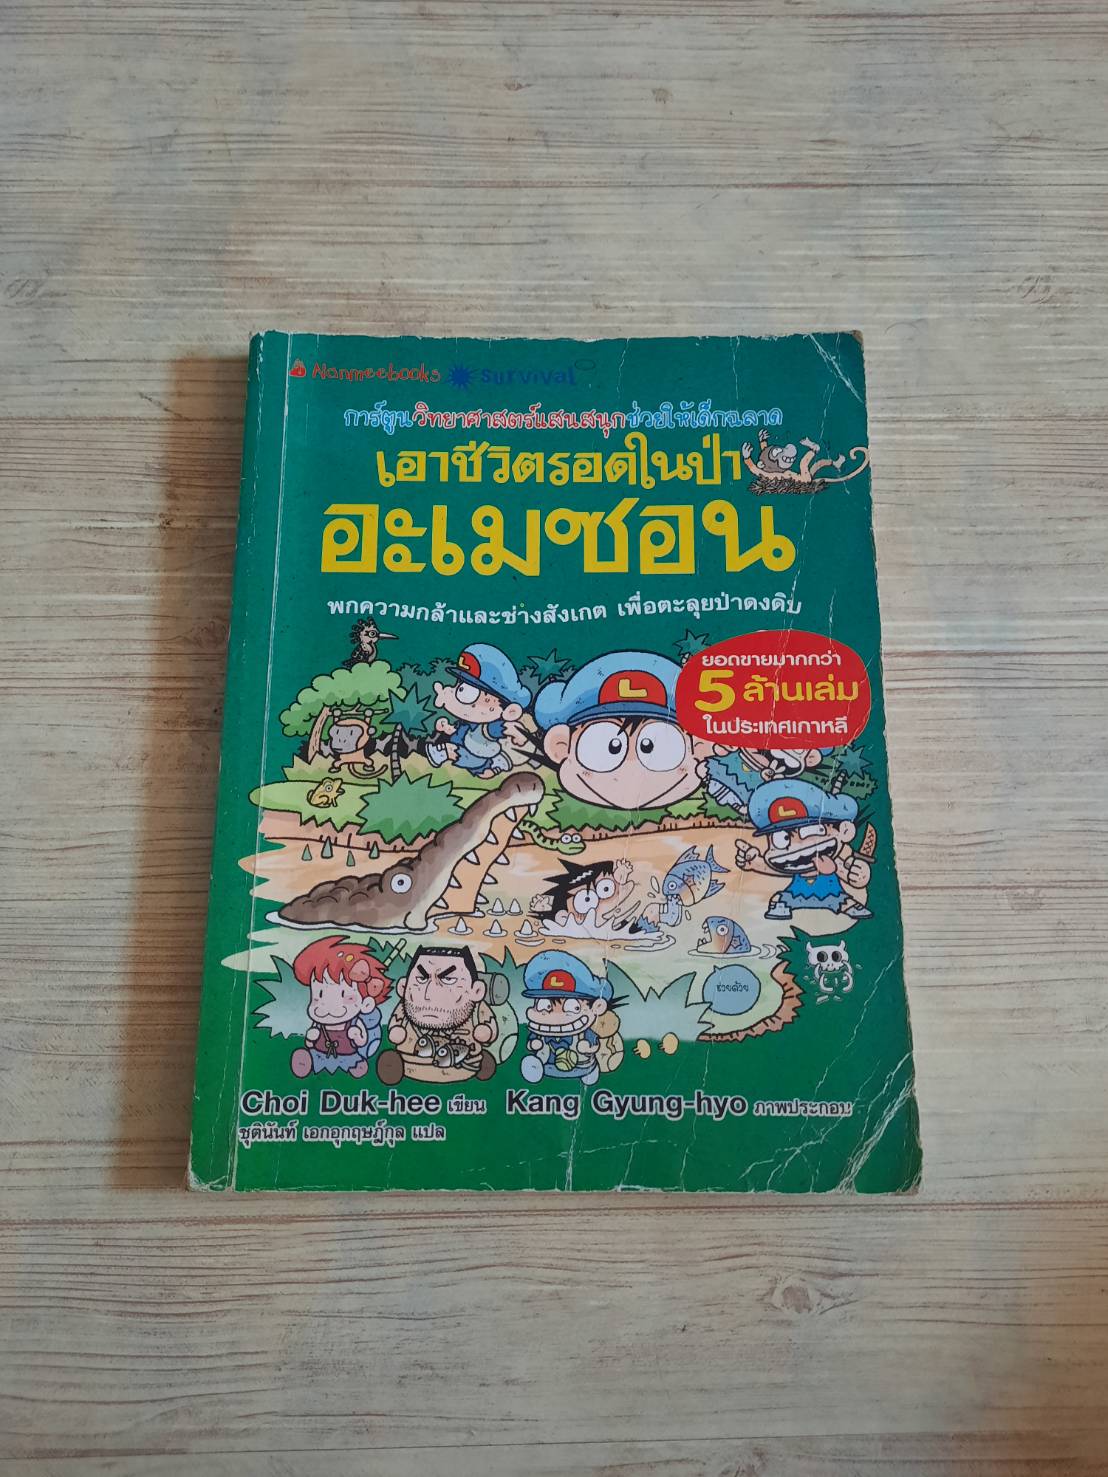 Nanmeebooks Survival
การ์ตูนวิทยาศาสตร์แสนสนุกช่วยให้เด็กฉลาด
เอาชีวิตรอดในป่า
อะเมซอน
พกความกล้าและช่างสังเกต เพื่อตะลุยป่าดงดิบ
ยอดขายมากกว่า
5 ล้านเล่ม
ในประเทศเกาหลี
ช่วยด้วย
Choi Duk-hee เขียน Kang Gyung-hyo ภาพประกอบ
ชุตินันท์ เอกอุกฤษฎ์กุล แปล